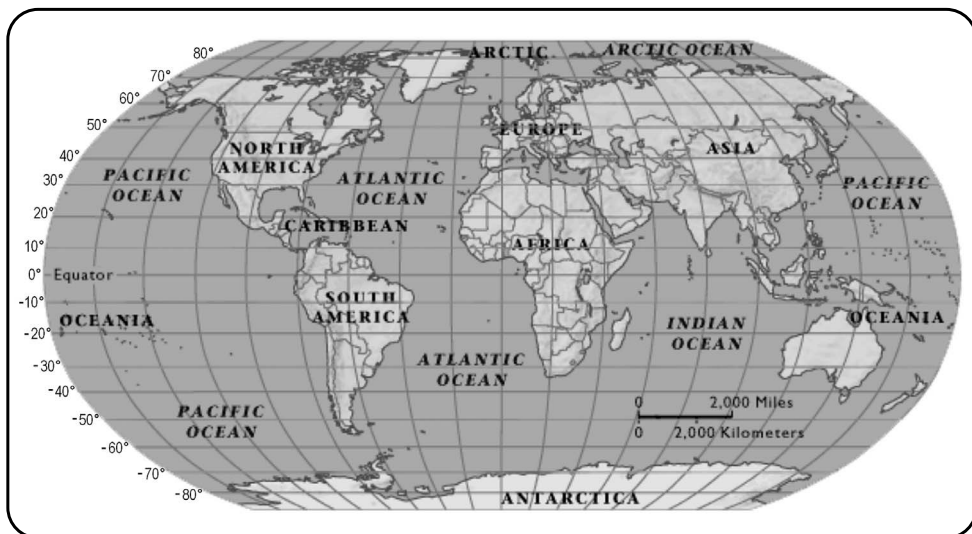 ARCTIC
ARCTIC OCEAN
80°
70°
60°
50°
40°
30°
20°
10°
0°
Equator
-10°
-20°
-30°
-40°
-50°
-60°
-70°
-80°
NORTH
AMERICA
EUROPE
ASIA
PACIFIC
OCEAN
ATLANTIC
OCEAN
PACIFIC
OCEAN
CARIBBEAN
AFRICA
SOUTH
AMERICA
OCEANIA
INDIAN
OCEAN
OCEANIA
ATLANTIC
OCEAN
PACIFIC
OCEAN
0 2,000 Miles
0 2,000 Kilometers
ANTARCTICA